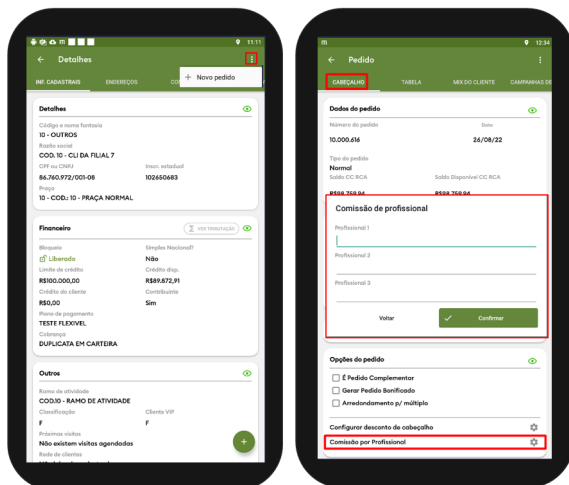 11:11
Detalhes
+ Novo pedido
INF. CADASTRAIS ENDEREÇOS
Detalhes
Código e nome fantasia
10 - OUTROS
Razão social
COD. 10 - CLI DA FILIAL 7
CPF ou CNPJ Inscr. estadual
86.760.972/001-08 102650683
Praça
10 - COD.: 10 - PRAÇA NORMAL
Financeiro VER TRIBUTAÇÃO
Bloqueio Simples Nacional?
Liberado Não
Limite de crédito Crédito disp.
R$100.000,00 R$89.872,91
Crédito do cliente Contribuinte
R$0,00 Sim
Plano de pagamento
TESTE FLEXIVEL
Cobrança
DUPLICATA EM CARTEIRA
Outros
Ramo de atividade
COD.10 - RAMO DE ATIVIDADE
Classificação Cliente VIP
F F
Próximas visitas
Não existem visitas agendadas
Rede de clientes
12:34
Pedido
CABEÇALHO TABELA MIX DO CLIENTE CAMPANHAS DE
Dados do pedido
Número do pedido Data
10.000.616 26/08/22
Tipo do pedido
Normal
Saldo CC RCA Saldo Disponível CC RCA
R$98.758,94 R$98.758,94
Comissão de profissional
Profissional 1
Profissional 2
Profissional 3
Voltar Confirmar
Opções do pedido
É Pedido Complementar
Gerar Pedido Bonificado
Arredondamento p/ múltiplo
Configurar desconto de cabeçalho
Comissão por Profissional